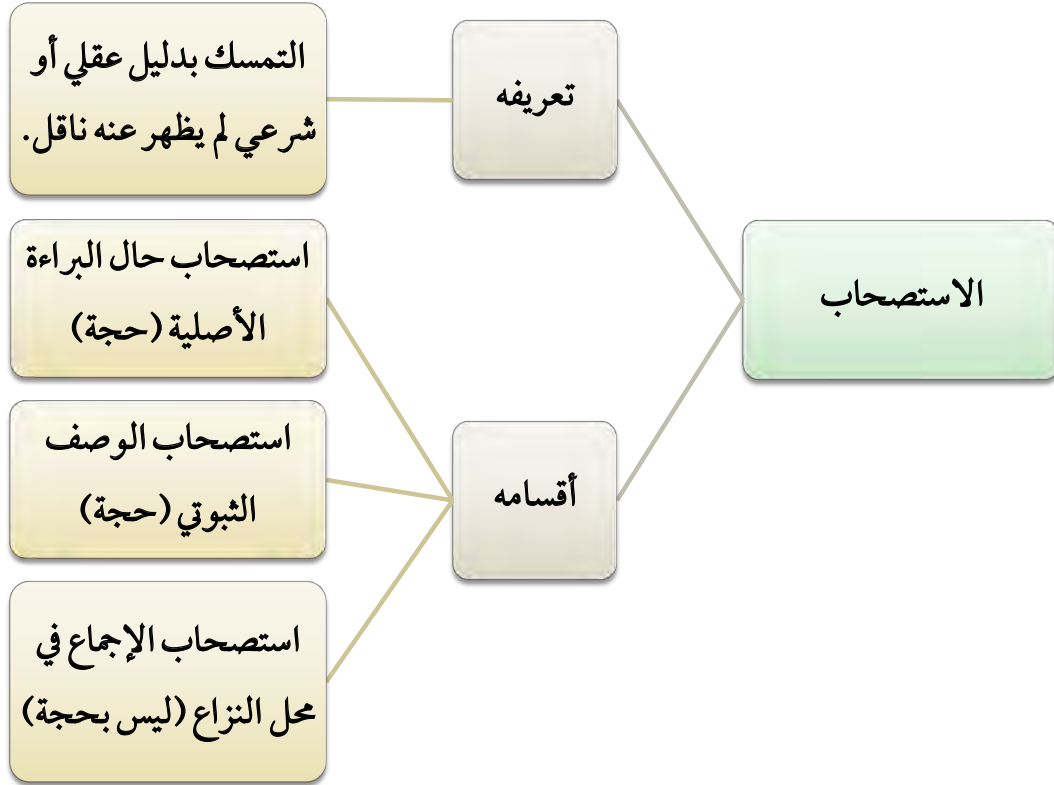 الاستصحاب
تعريفه
التمسك بدليل عقلي أو
شرعي لم يظهر عنه ناقل.
أقسامه
استصحاب حال البراءة
الأصلية (حجة)
استصحاب الوصف
الثبوتي (حجة)
استصحاب الإجماع في
محل النزاع (ليس بحجة)